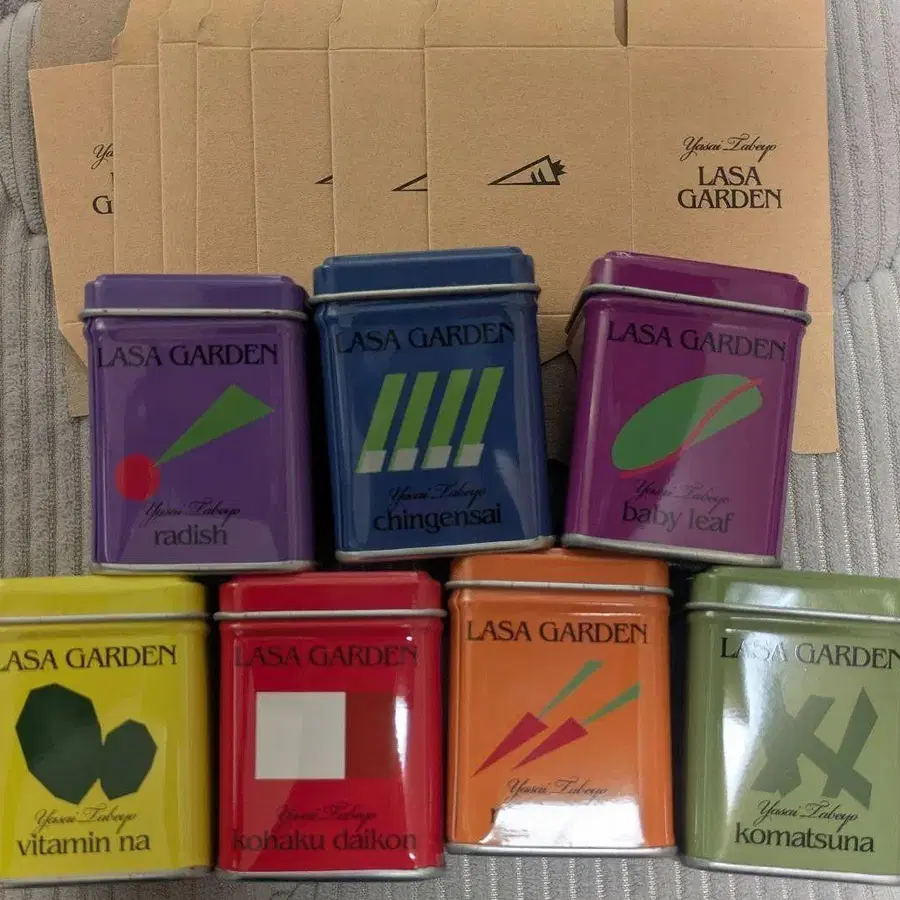 Yasai Tabeyo
LASA
GARDEN
LASA GARDEN
Yasai Tabeyo
radish
LASA GARDEN
Yasai Tabeyo
chingensai
LASA GARDEN
Yasai Tabeyo
baby leaf
LASA GARDEN
Yasai Tabeyo
vitamin na
LASA GARDEN
Yasai Tabeyo
kohaku daikon
LASA GARDEN
Yasai Tabeyo
LASA GARDEN
Yasai Tabeyo
komatsuna